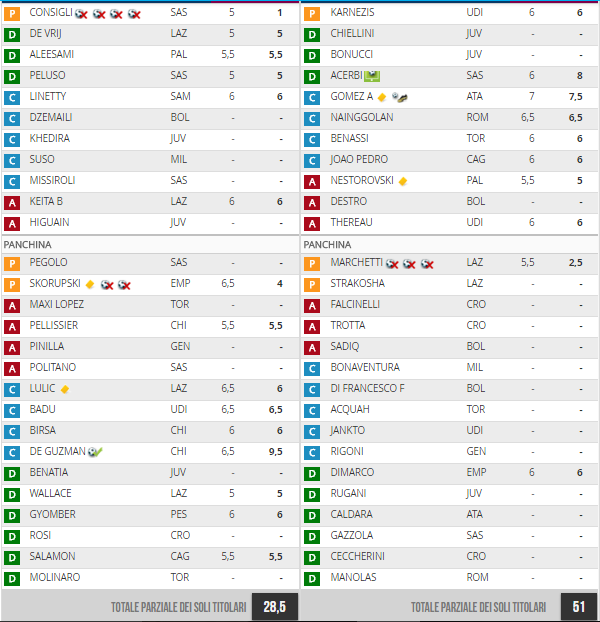 P CONSIGLI SAS 5 1
D DE VRIJ LAZ 5 5
D ALEESAMI PAL 5,5 5,5
D PELUSO SAS 5 5
C LINETTY SAM 6 6
C DZEMAILI BOL - -
C KHEDIRA JUV - -
C SUSO MIL - -
C MISSIROLI SAS - -
A KEITA B LAZ 6 6
A HIGUAIN JUV - -
PANCHINA
P PEGOLO SAS - -
P SKORUPSKI EMP 6,5 4
A MAXI LOPEZ TOR - -
A PELLISSIER CHI 5,5 5,5
A PINILLA GEN - -
A POLITANO SAS - -
C LULIC LAZ 6,5 6
C BADU UDI 6,5 6,5
C BIRSA CHI 6 6
C DE GUZMAN CHI 6,5 9,5
D BENATIA JUV - -
D WALLACE LAZ 5 5
D GYOMBER PES 6 6
D ROSI CRO - -
D SALAMON CAG 5,5 5,5
D MOLINARO TOR - -
TOTALE PARZIALE DEI SOLI TITOLARI 28,5
P KARNEZIS UDI 6 6
D CHIELLINI JUV - -
D BONUCCI JUV - -
D ACERBI SAS 6 8
C GOMEZ A ATA 7 7,5
C NAINGGOLAN ROM 6,5 6,5
C BENASSI TOR 6 6
C JOAO PEDRO CAG 6 6
A NESTOROVSKI PAL 5,5 5
A DESTRO BOL - -
A THEREAU UDI 6 6
PANCHINA
P MARCHETTI LAZ 5,5 2,5
P STRAKOSHA LAZ - -
A FALCINELLI CRO - -
A TROTTA CRO - -
A SADIQ BOL - -
C BONAVENTURA MIL - -
C DI FRANCESCO F BOL - -
C ACQUAH TOR - -
C JANKTO UDI - -
C RIGONI GEN - -
D DIMARCO EMP 6 6
D RUGANI JUV - -
D CALDARA ATA - -
D GAZZOLA SAS - -
D CECCHERINI CRO - -
D MANOLAS ROM - -
TOTALE PARZIALE DEI SOLI TITOLARI 51